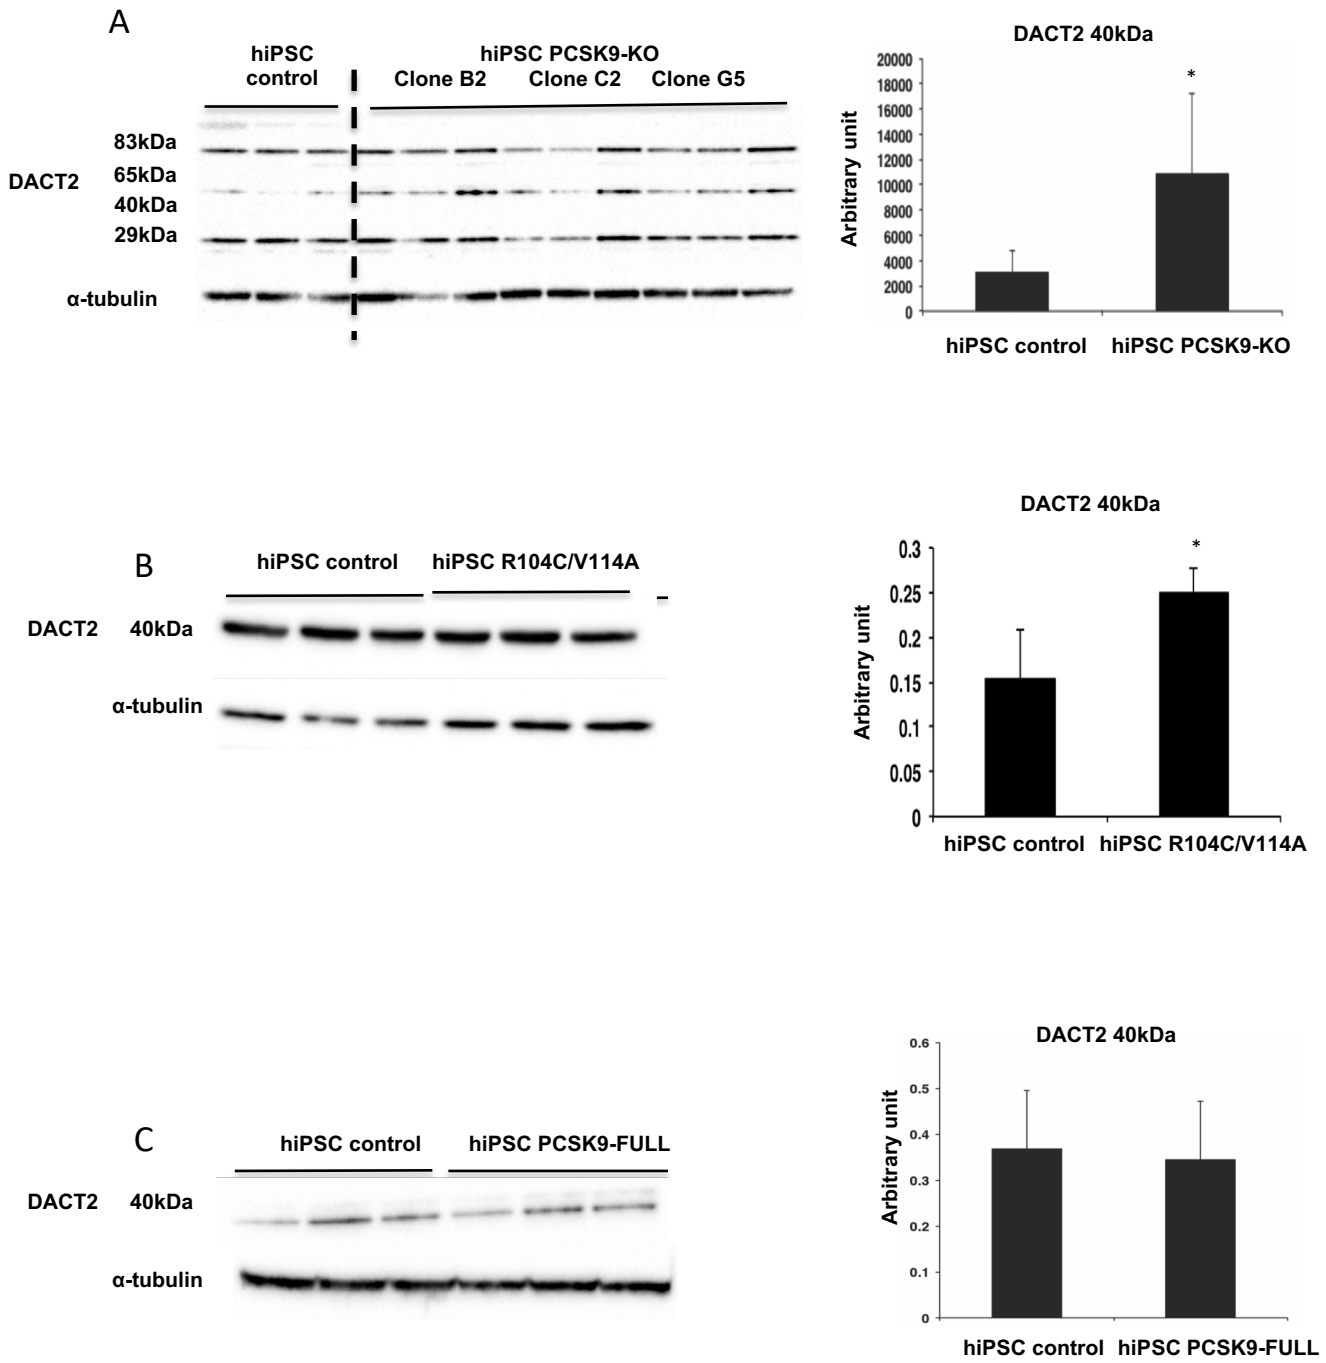 A
hiPSC control
hiPSC PCSK9-KO
Clone B2 Clone C2 Clone G5
DACT2
83kDa
65kDa
40kDa
29kDa
α-tubulin
DACT2 40kDa
*
Arbitrary unit
20000
18000
16000
14000
12000
10000
8000
6000
4000
2000
0
hiPSC control hiPSC PCSK9-KO
B
hiPSC control hiPSC R104C/V114A
DACT2 40kDa
α-tubulin
DACT2 40kDa
*
Arbitrary unit
0.3
0.25
0.2
0.15
0.1
0.05
0
hiPSC control hiPSC R104C/V114A
C
hiPSC control hiPSC PCSK9-FULL
DACT2 40kDa
α-tubulin
DACT2 40kDa
Arbitrary unit
0.6
0.5
0.4
0.3
0.2
0.1
0
hiPSC control hiPSC PCSK9-FULL